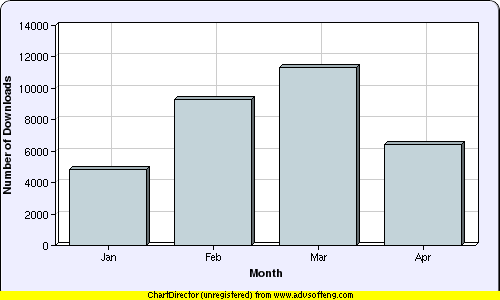 14000
12000
10000
8000
6000
4000
2000
0
Number of Downloads
Jan Feb Mar Apr
Month
ChartDirector (unregistered) from www.advsofteng.com